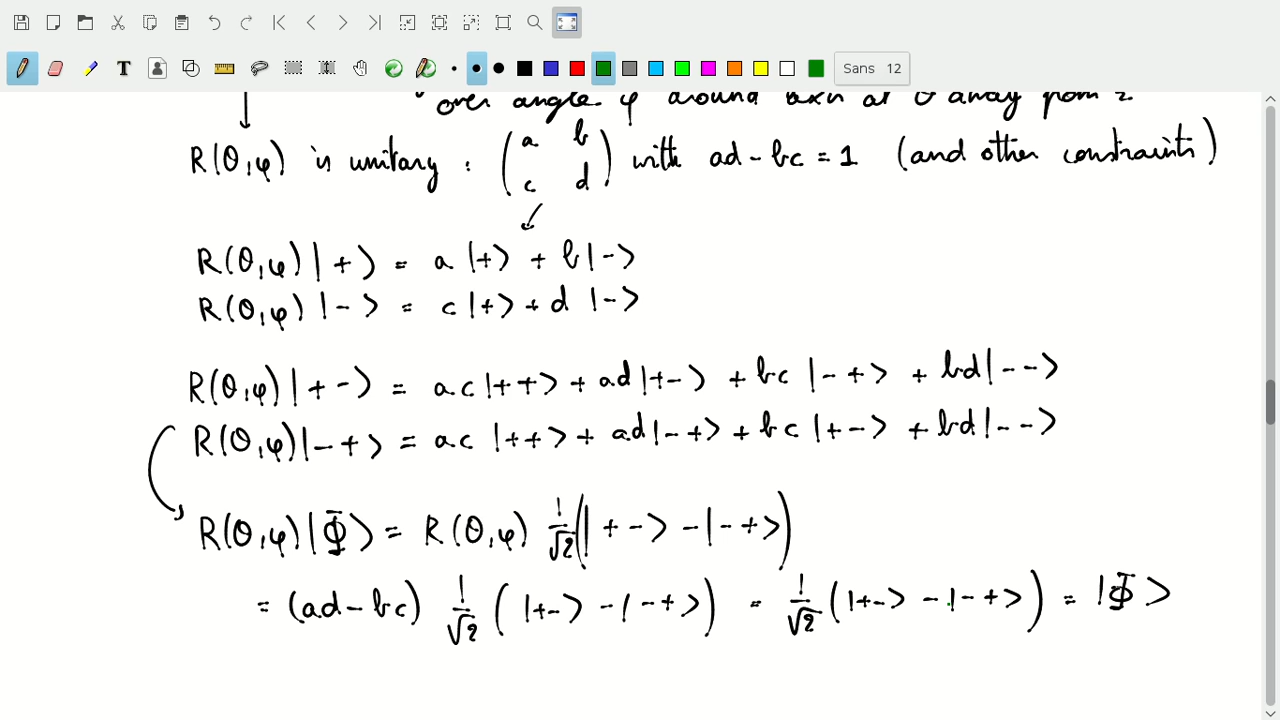 T Sans 12
over angle φ around axis at θ away from z
R(θ,φ) is unitary : ( a b c d ) with ad - bc = 1 (and other constraints)
R(θ,φ) |+> = a |+> + b |->
R(θ,φ) |-> = c |+> + d |->
R(θ,φ) |+-> = ac |++> + ad |+-> + bc |-+> + bd |-->
R(θ,φ) |-+> = ac |++> + ad |-+> + bc |+-> + bd |-->
R(θ,φ) |Φ> = R(θ,φ) 1/√2 ( |+-> - |-+> )
= (ad - bc) 1/√2 ( |+-> - |-+> ) = 1/√2 ( |+-> - |-+> ) = |Φ>